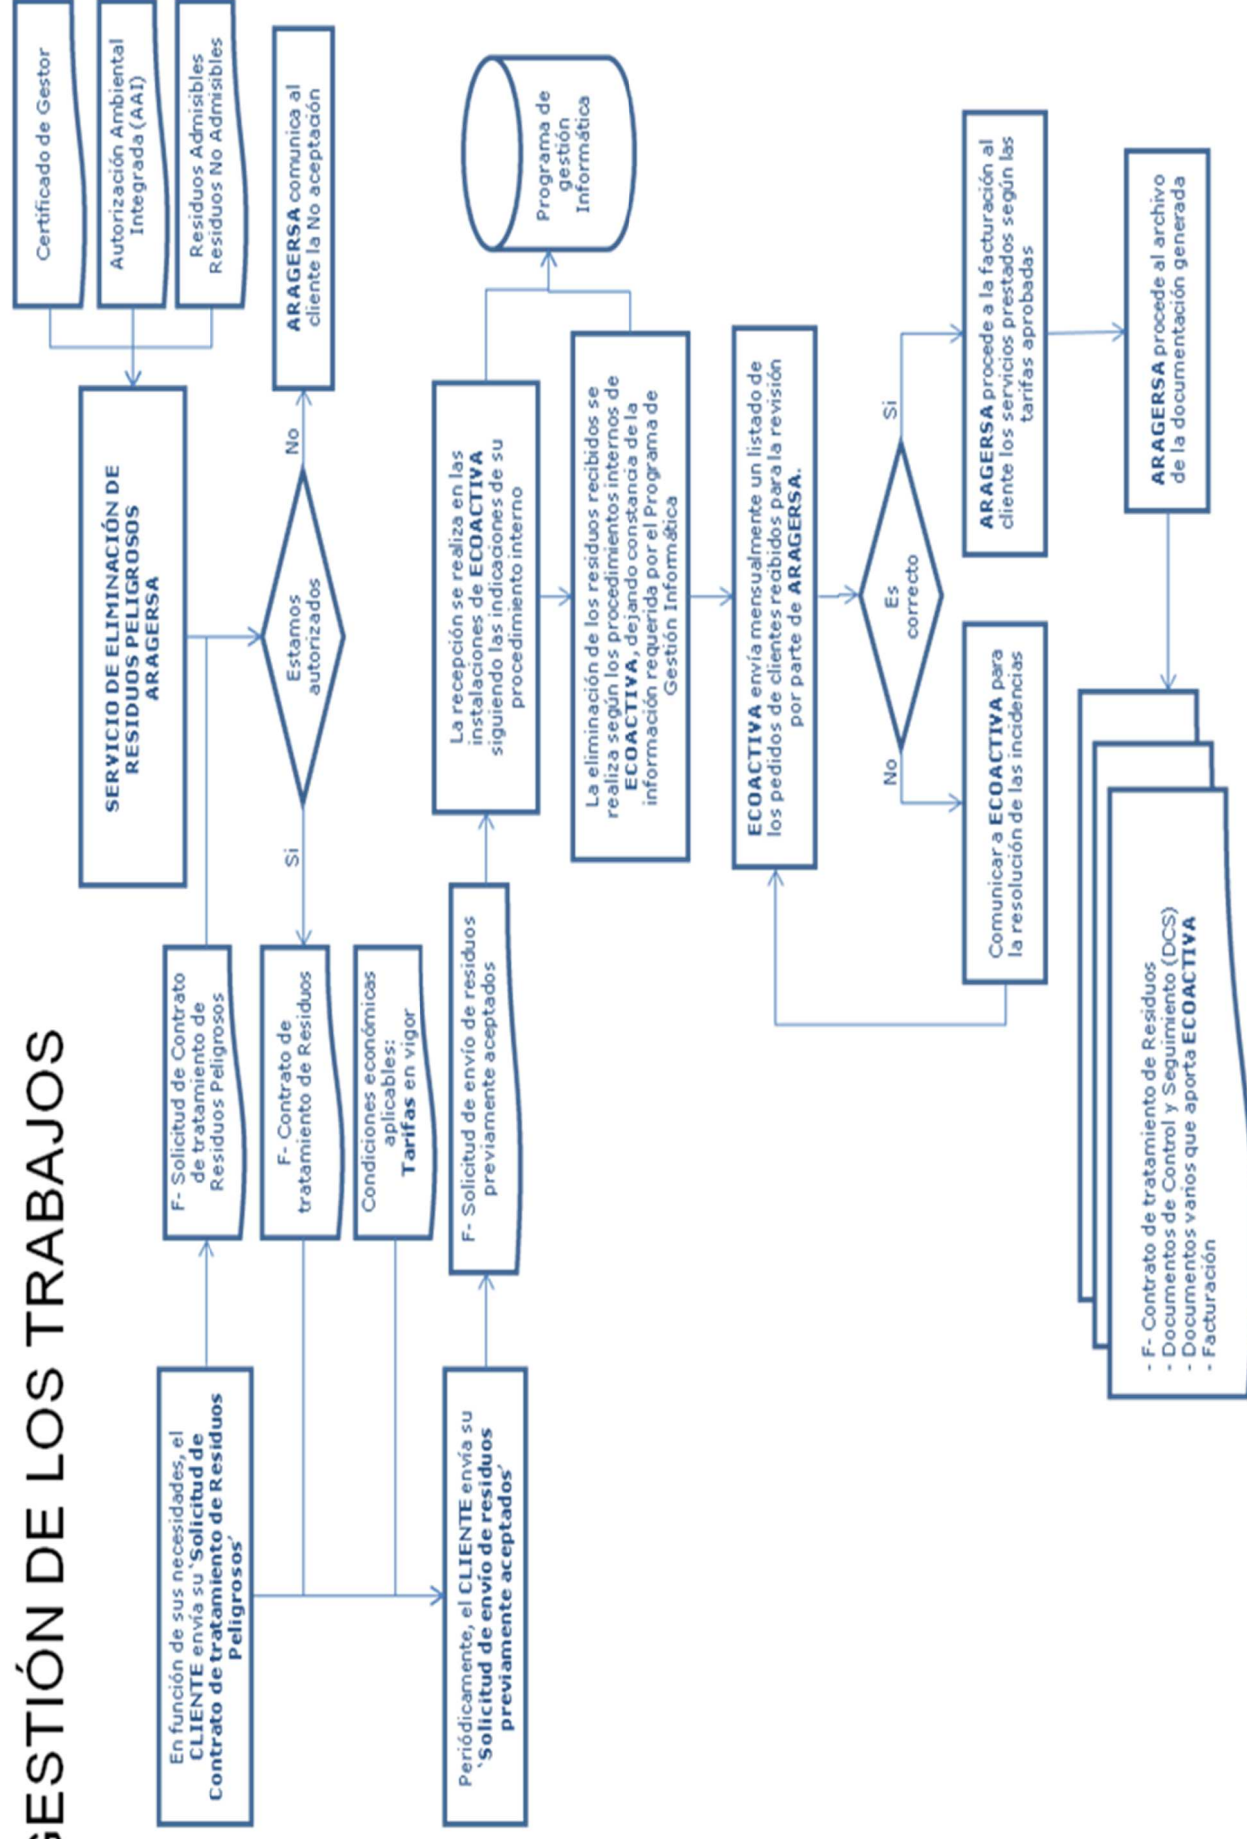 GESTIÓN DE LOS TRABAJOS
En función de sus necesidades, el
CLIENTE envía su ‘Solicitud de
Contrato de tratamiento de Residuos
Peligrosos’
F- Solicitud de Contrato
de tratamiento de
Residuos Peligrosos
SERVICIO DE ELIMINACIÓN DE
RESIDUOS PELIGROSOS
ARAGERSA
Certificado de Gestor
Autorización Ambiental
Integrada (AAI)
Residuos Admisibles
Residuos No Admisibles
Estamos
autorizados
No
ARAGERSA comunica al
cliente la No aceptación
Si
F- Contrato de
tratamiento de Residuos
Condiciones económicas
aplicables:
Tarifas en vigor
Periódicamente, el CLIENTE envía su
‘Solicitud de envío de residuos
previamente aceptados’
F- Solicitud de envío de residuos
previamente aceptados
La recepción se realiza en las
instalaciones de ECOACTIVA
siguiendo las indicaciones de su
procedimiento interno
Programa de
gestión
Informática
La eliminación de los residuos recibidos se
realiza según los procedimientos internos de
ECOACTIVA, dejando constancia de la
información requerida por el Programa de
Gestión Informática
ECOACTIVA envía mensualmente un listado de
los pedidos de clientes recibidos para la revisión
por parte de ARAGERSA.
Es
correcto
No
Si
Comunicar a ECOACTIVA para
la resolución de las incidencias
ARAGERSA procede a la facturación al
cliente los servicios prestados según las
tarifas aprobadas
ARAGERSA procede al archivo
de la documentación generada
- F- Contrato de tratamiento de Residuos
- Documentos de Control y Seguimiento (DCS)
- Documentos varios que aporta ECOACTIVA
- Facturación